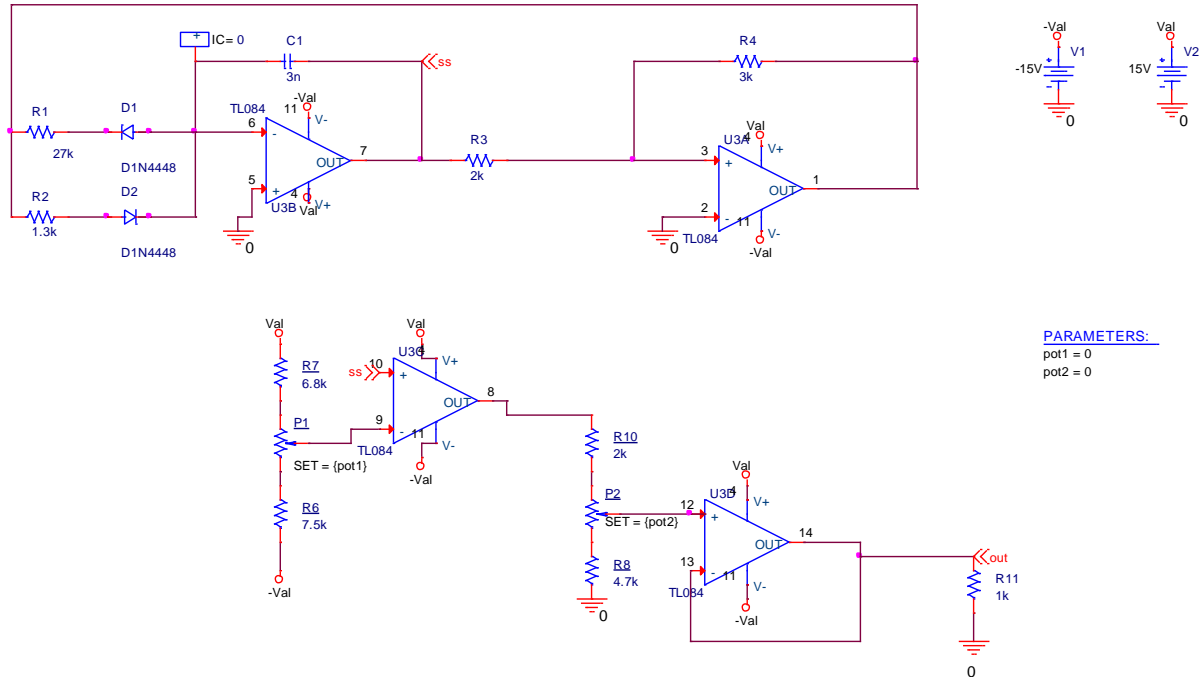 IC= 0
C1
3n
ss
R4
3k
-Val
V1
-15V
0
Val
V2
15V
0
R1
27k
D1
D1N4448
R2
1.3k
D2
D1N4448
TL084
-Val
11
V-
6
-
OUT
7
5
+
4
V+
U3B
Val
0
R3
2k
Val
U3A
4
V+
3
+
OUT
1
2
-
11
V-
TL084
-Val
0
Val
R7
6.8k
P1
SET = {pot1}
R6
7.5k
-Val
Val
U3C
4
V+
ss
10
+
OUT
8
9
-
11
V-
TL084
-Val
R10
2k
P2
SET = {pot2}
R8
4.7k
0
Val
U3D
4
V+
12
+
OUT
14
13
-
11
V-
TL084
-Val
out
R11
1k
0
PARAMETERS:
pot1 = 0
pot2 = 0